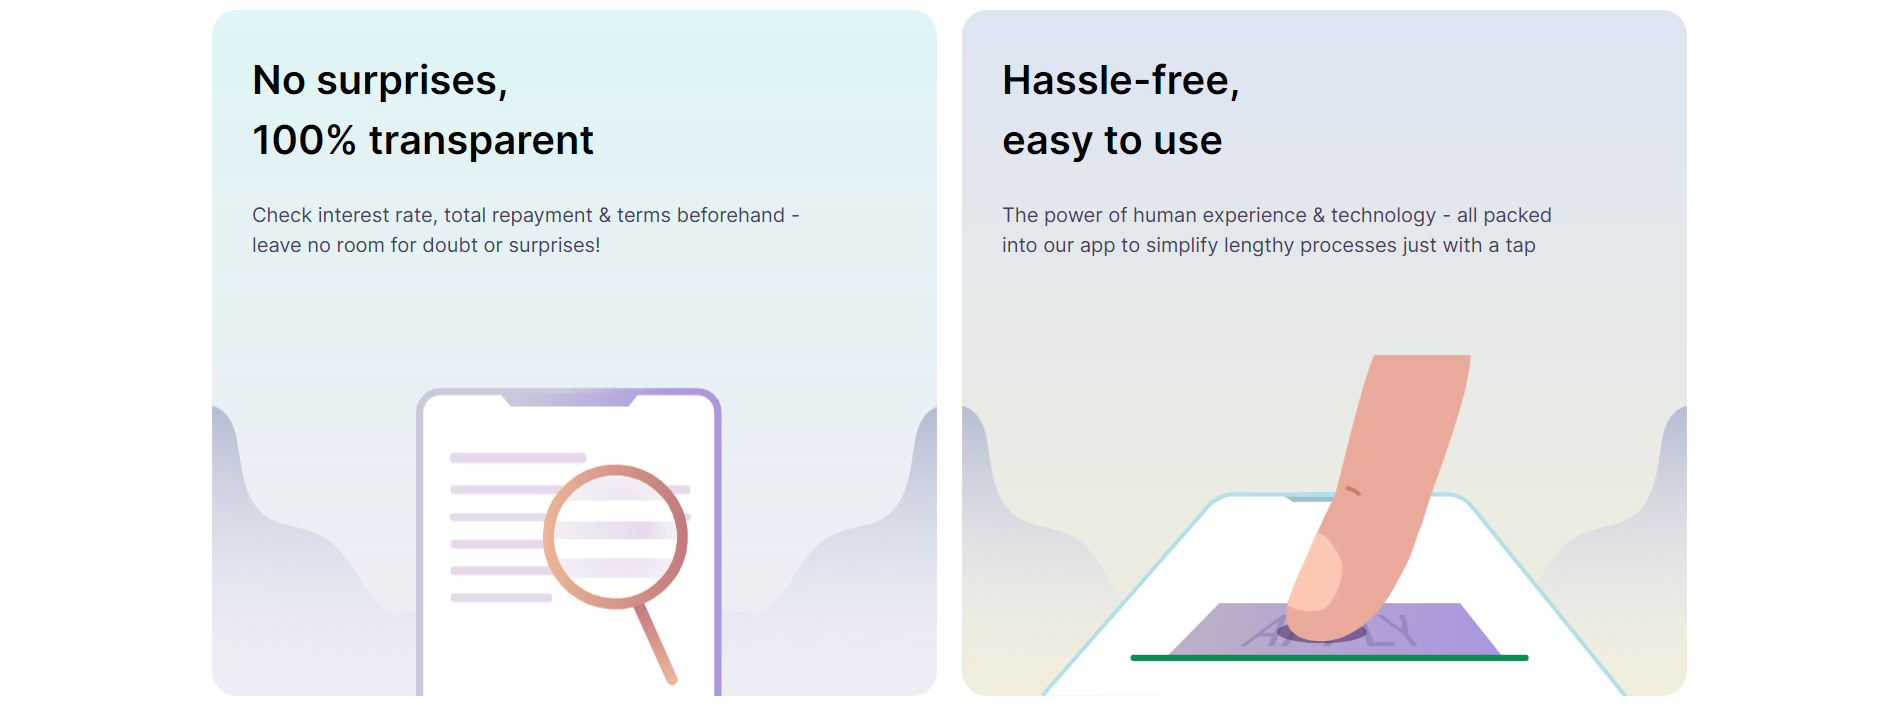 No surprises,
100% transparent
Check interest rate, total repayment & terms beforehand -
leave no room for doubt or surprises!
Hassle-free,
easy to use
The power of human experience & technology - all packed
into our app to simplify lengthy processes just with a tap